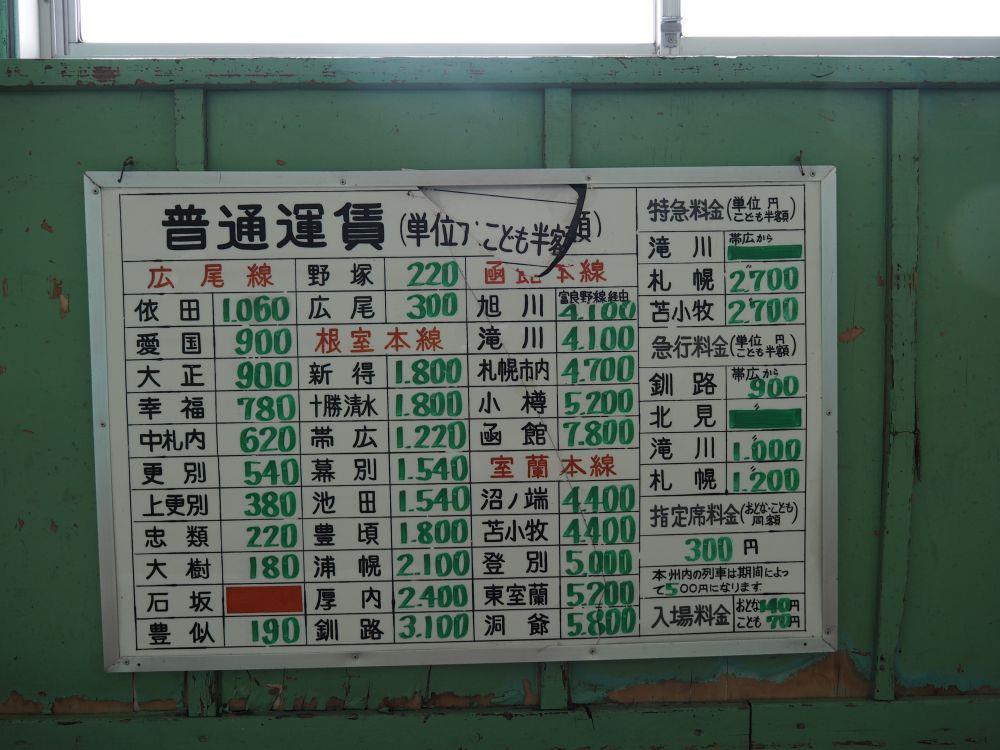 普通運賃(単位 こども半額)
広尾線
依田 1.060
愛国 900
大正 900
幸福 780
中札内 620
更別 540
上更別 380
忠類 220
大樹 180
石坂
豊似 190
野塚 220
広尾 300
根室本線
新得 1.800
十勝清水 1.800
帯広 1.220
幕別 1.540
池田 1.540
豊頃 1.800
浦幌 2.100
厚内 2.400
釧路 3.100
函館本線
旭川 富良野線経由 4.100
滝川 4.100
札幌市内 4.700
小樽 5.200
函館 7.800
室蘭本線
沼ノ端 4.400
苫小牧 4.400
登別 5.000
東室蘭 5.200
洞爺 5.800
特急料金(単位 円 こども半額)
滝川 帯広から
札幌 〃 2.700
苫小牧 〃 2.700
急行料金(単位 円 こども半額)
釧路 帯広から 900
北見 〃
滝川 〃 1.000
札幌 〃 1.200
指定席料金(おとな・こども同額)
300円
本州内の列車は期間によっ
て500円になります
入場料金 おとな140円
こども 70円